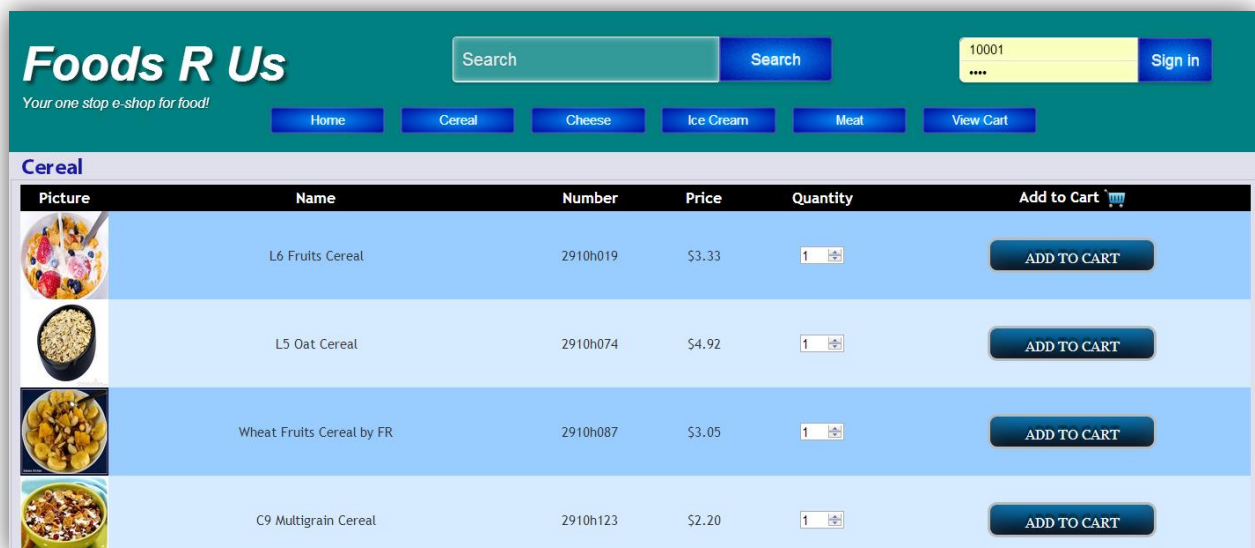 Foods R Us
Your one stop e-shop for food!
Search Search
10001
•••• Sign in
Home Cereal Cheese Ice Cream Meat View Cart
Cereal
Picture Name Number Price Quantity Add to Cart
L6 Fruits Cereal 2910h019 $3.33 1 ADD TO CART
L5 Oat Cereal 2910h074 $4.92 1 ADD TO CART
Wheat Fruits Cereal by FR 2910h087 $3.05 1 ADD TO CART
C9 Multigrain Cereal 2910h123 $2.20 1 ADD TO CART